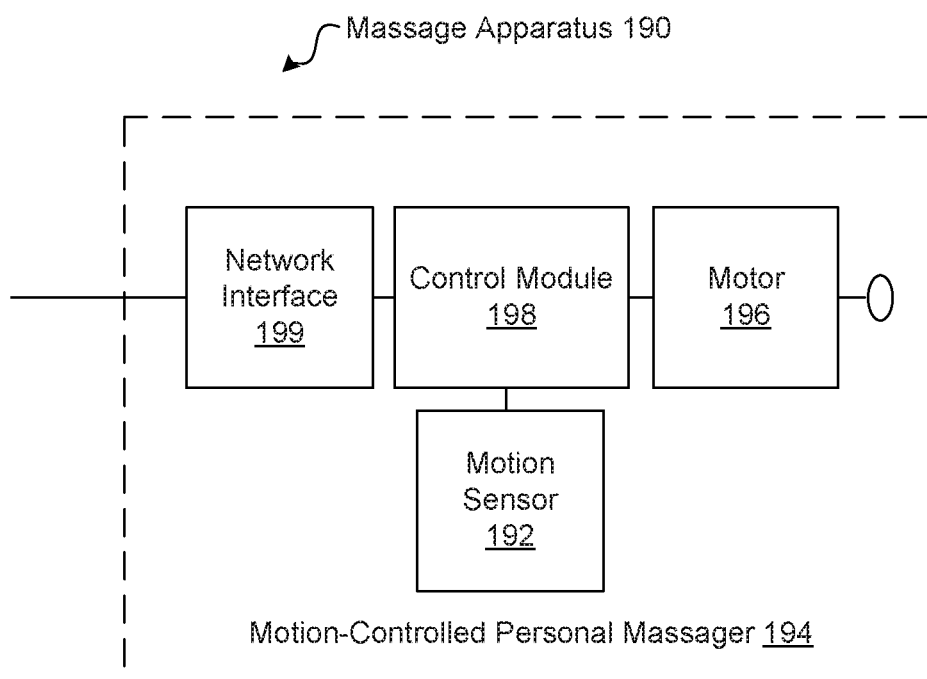 Massage Apparatus 190
Network
Interface
199
Control Module
198
Motor
196
Motion
Sensor
192
Motion-Controlled Personal Massager 194